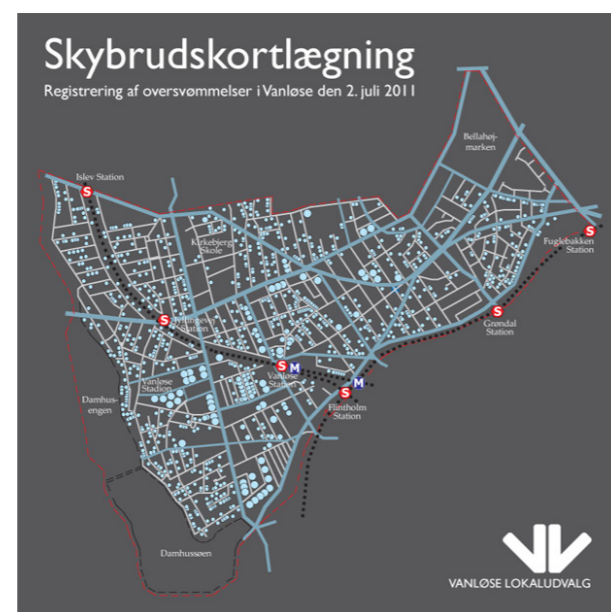 Skybrudskortlægning
Registrering af oversvømmelser i Vanløse den 2. juli 2011
Bellahøj-
marken
Islev Station
S
Kirkebjerg
Skole
S
Fuglebakken
Station
S
Station
S
Grøndal
Station
S
M
Vanløse
Station
M
S
Flintholm
Station
Vanløse
Stadion
Damhus-
engen
Damhussøen
VANLØSE LOKALUDVALG